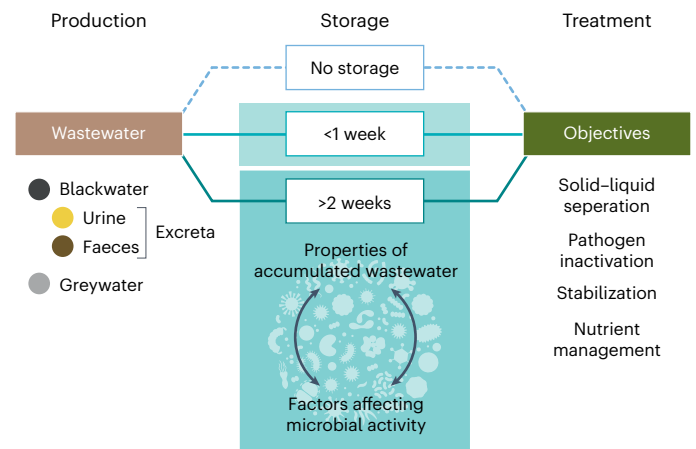 Production
Storage
Treatment
No storage
Wastewater
<1 week
Objectives
>2 weeks
Blackwater
Urine
Faeces
Excreta
Greywater
Properties of
accumulated wastewater
Factors affecting
microbial activity
Solid–liquid
seperation
Pathogen
inactivation
Stabilization
Nutrient
management